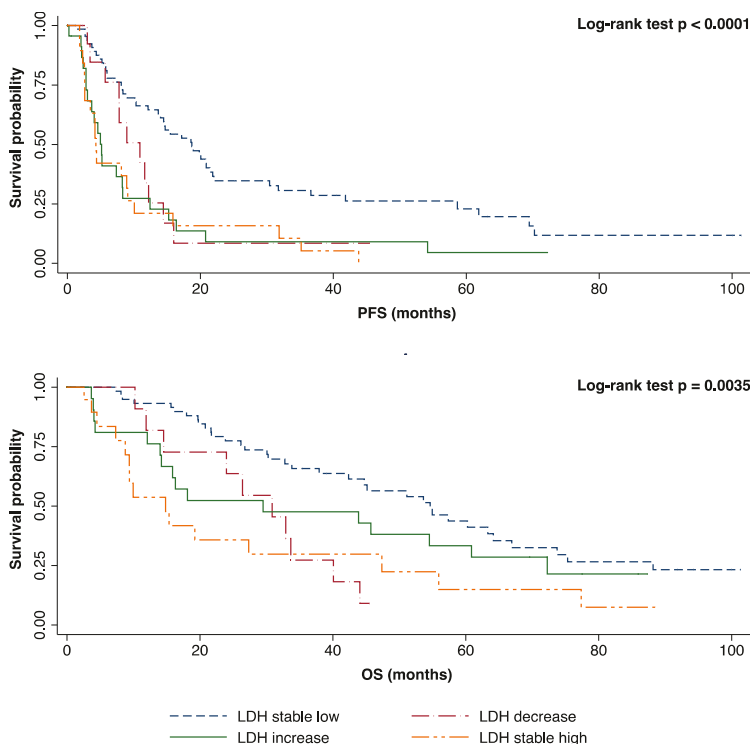 Log-rank test p < 0.0001
Survival probability
1.00
0.75
0.50
0.25
0.00
0 20 40 60 80 100
PFS (months)
Log-rank test p = 0.0035
Survival probability
1.00
0.75
0.50
0.25
0.00
0 20 40 60 80 100
OS (months)
LDH stable low LDH decrease
LDH increase LDH stable high